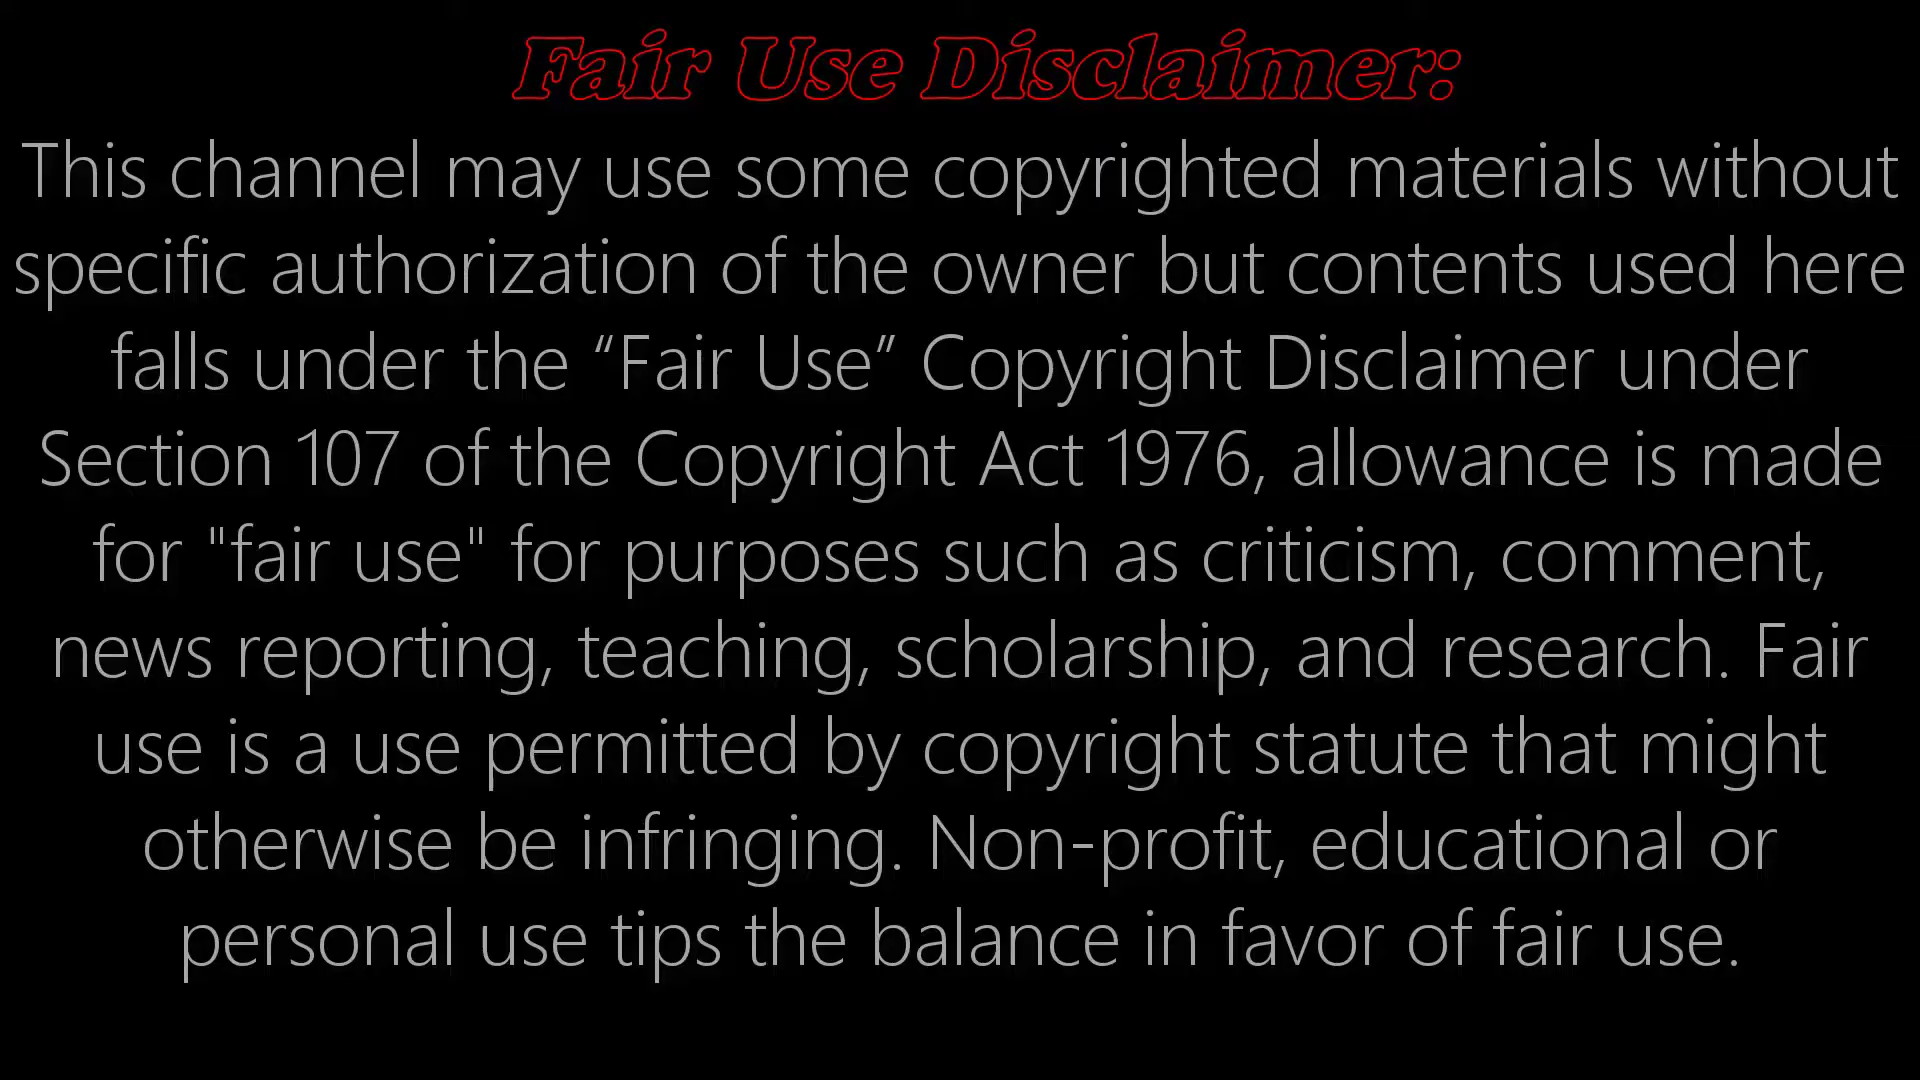 Fair Use Disclaimer:
This channel may use some copyrighted materials without
specific authorization of the owner but contents used here
falls under the “Fair Use” Copyright Disclaimer under
Section 107 of the Copyright Act 1976, allowance is made
for "fair use" for purposes such as criticism, comment,
news reporting, teaching, scholarship, and research. Fair
use is a use permitted by copyright statute that might
otherwise be infringing. Non-profit, educational or
personal use tips the balance in favor of fair use.